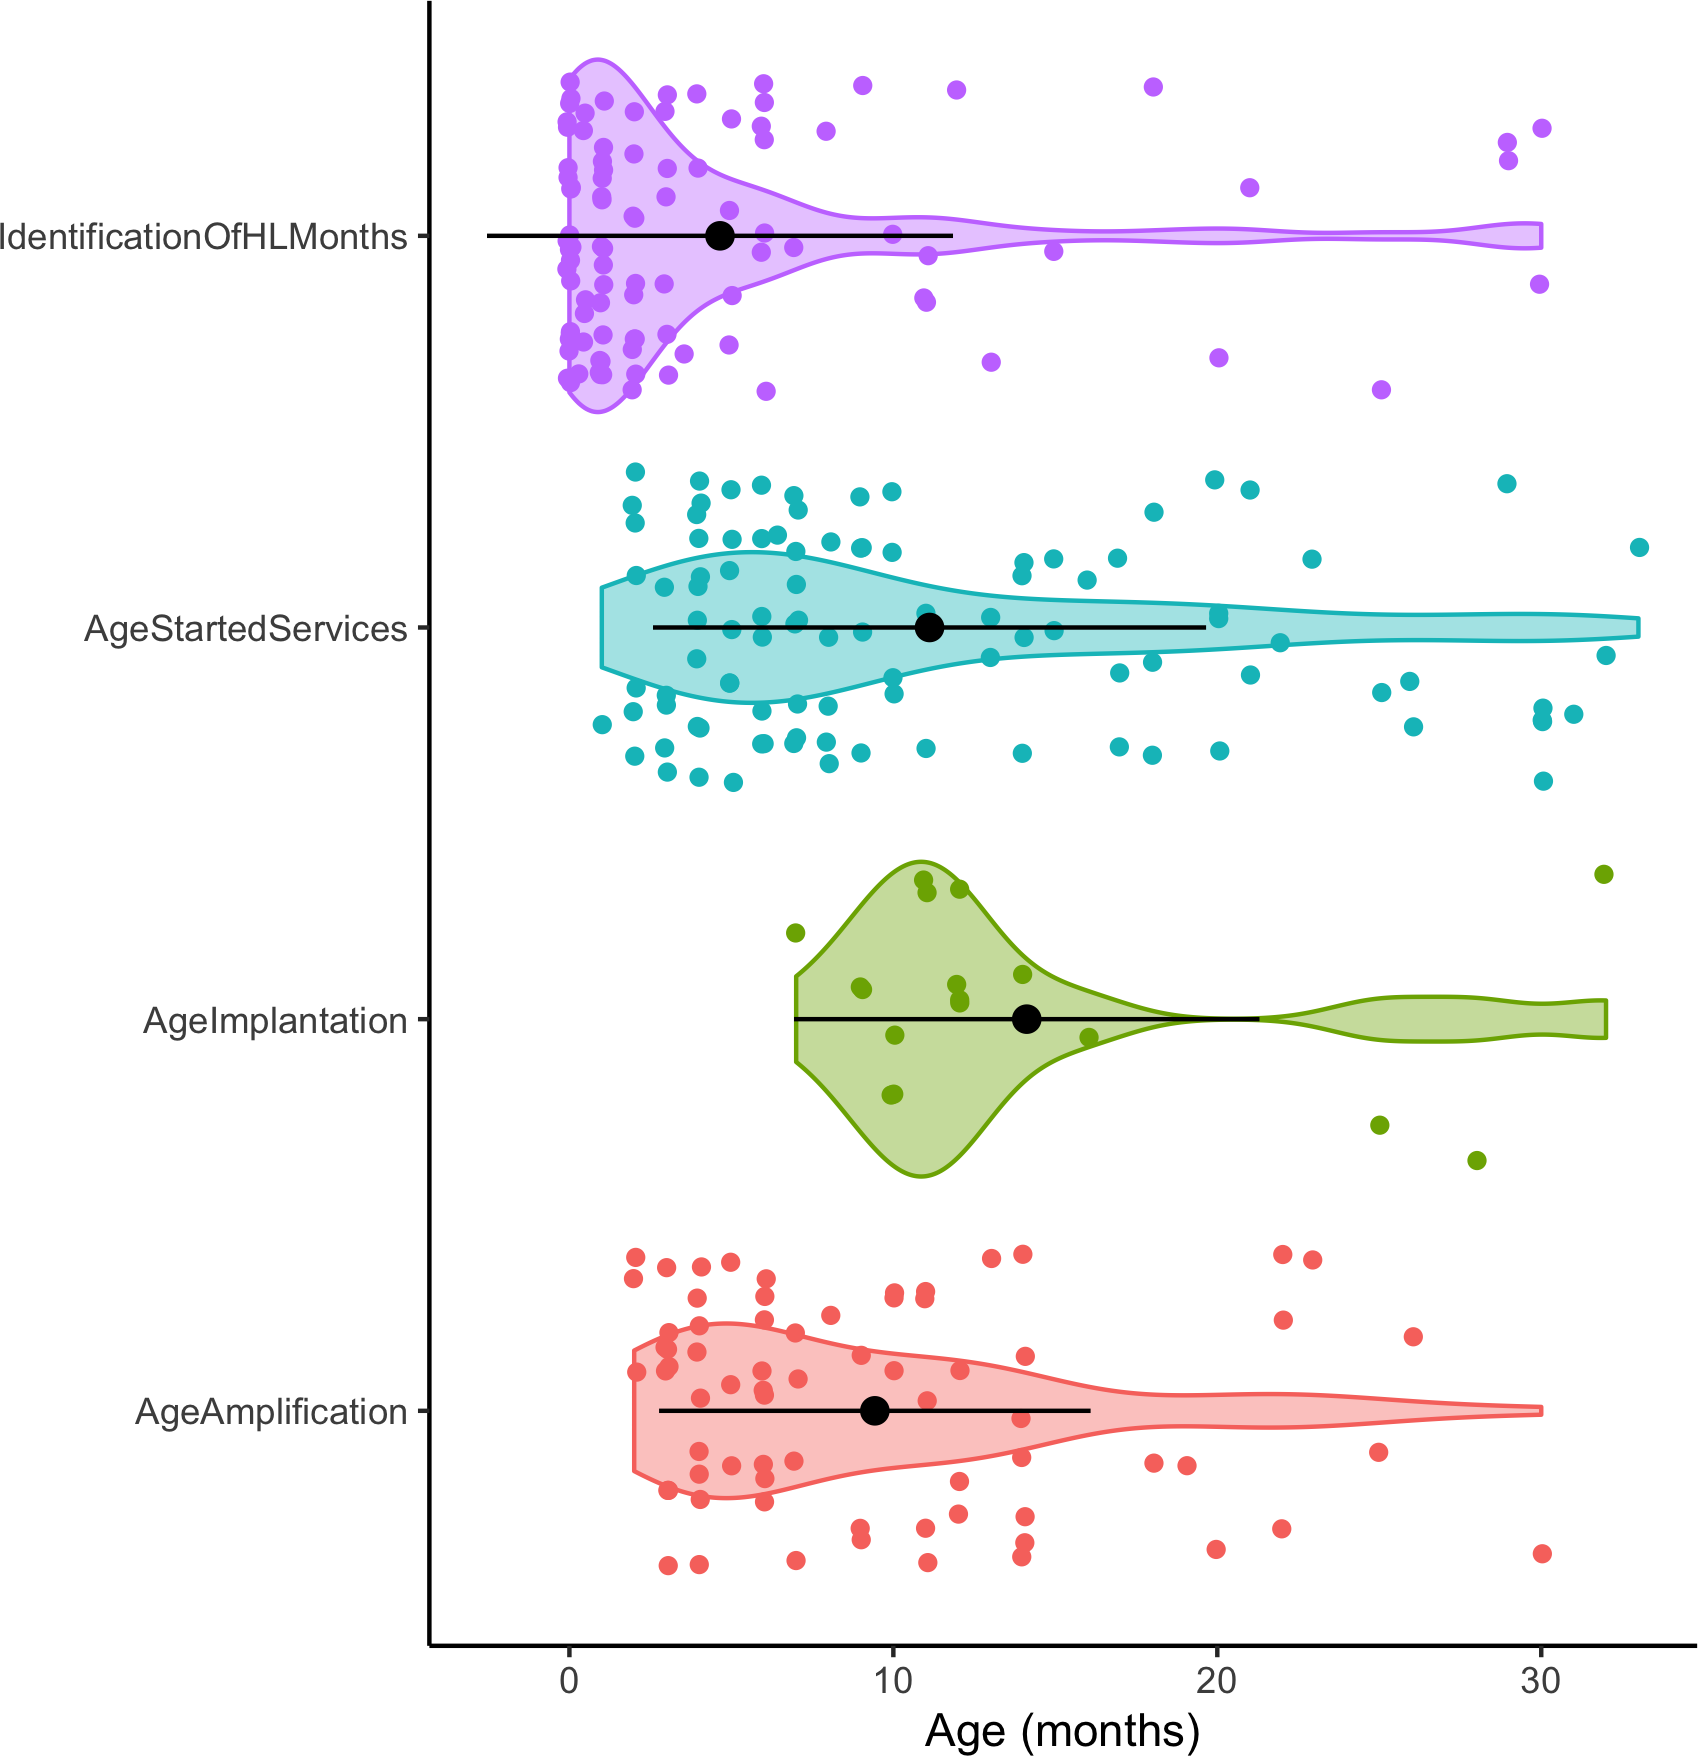 IdentificationOfHLMonths
AgeStartedServices
AgeImplantation
AgeAmplification
0 10 20 30
Age (months)